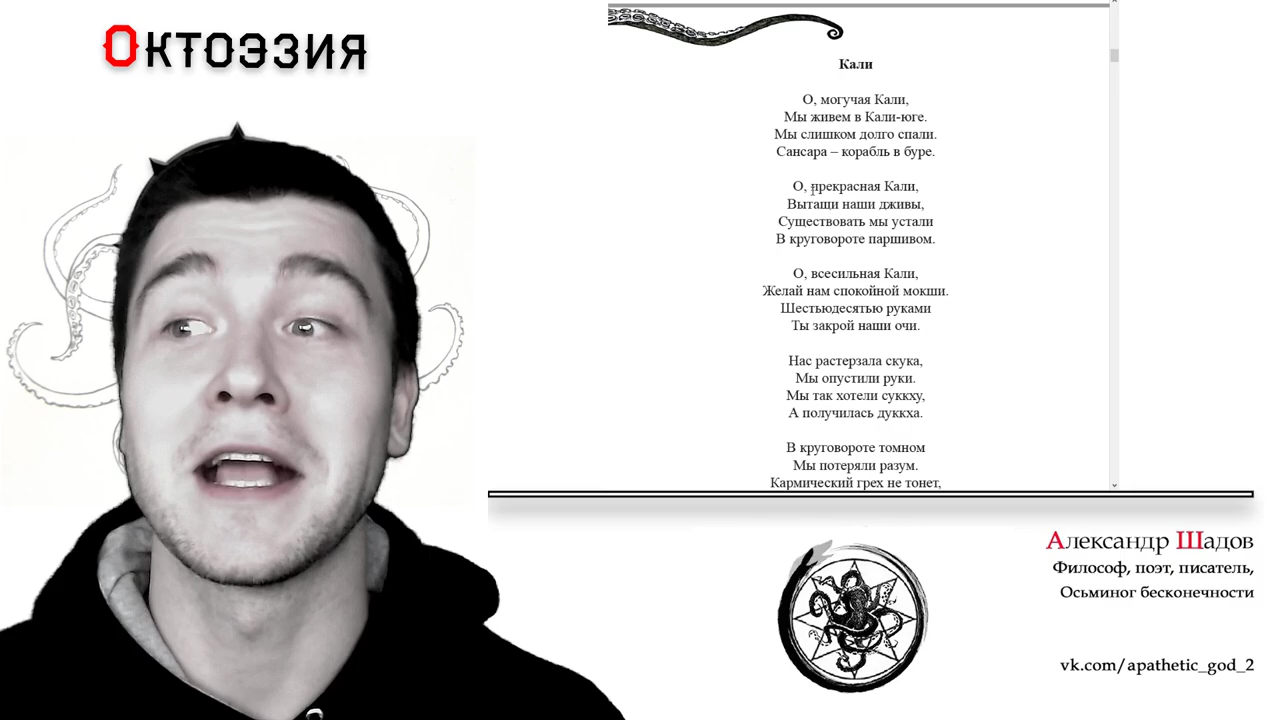 Октоэзия
Кали
О, могучая Кали,
Мы живем в Кали-юге.
Мы слишком долго спали.
Сансара – корабль в буре.
О, прекрасная Кали,
Вытащи наши дживы,
Существовать мы устали
В круговороте паршивом.
О, всесильная Кали,
Желай нам спокойной мокши.
Шестьюдесятью руками
Ты закрой наши очи.
Нас растерзала скука,
Мы опустили руки.
Мы так хотели суккху,
А получилась дуккха.
В круговороте томном
Мы потеряли разум.
Кармический грех не тонет,
Александр Шадов
Философ, поэт, писатель,
Осьминог бесконечности
vk.com/apathetic_god_2